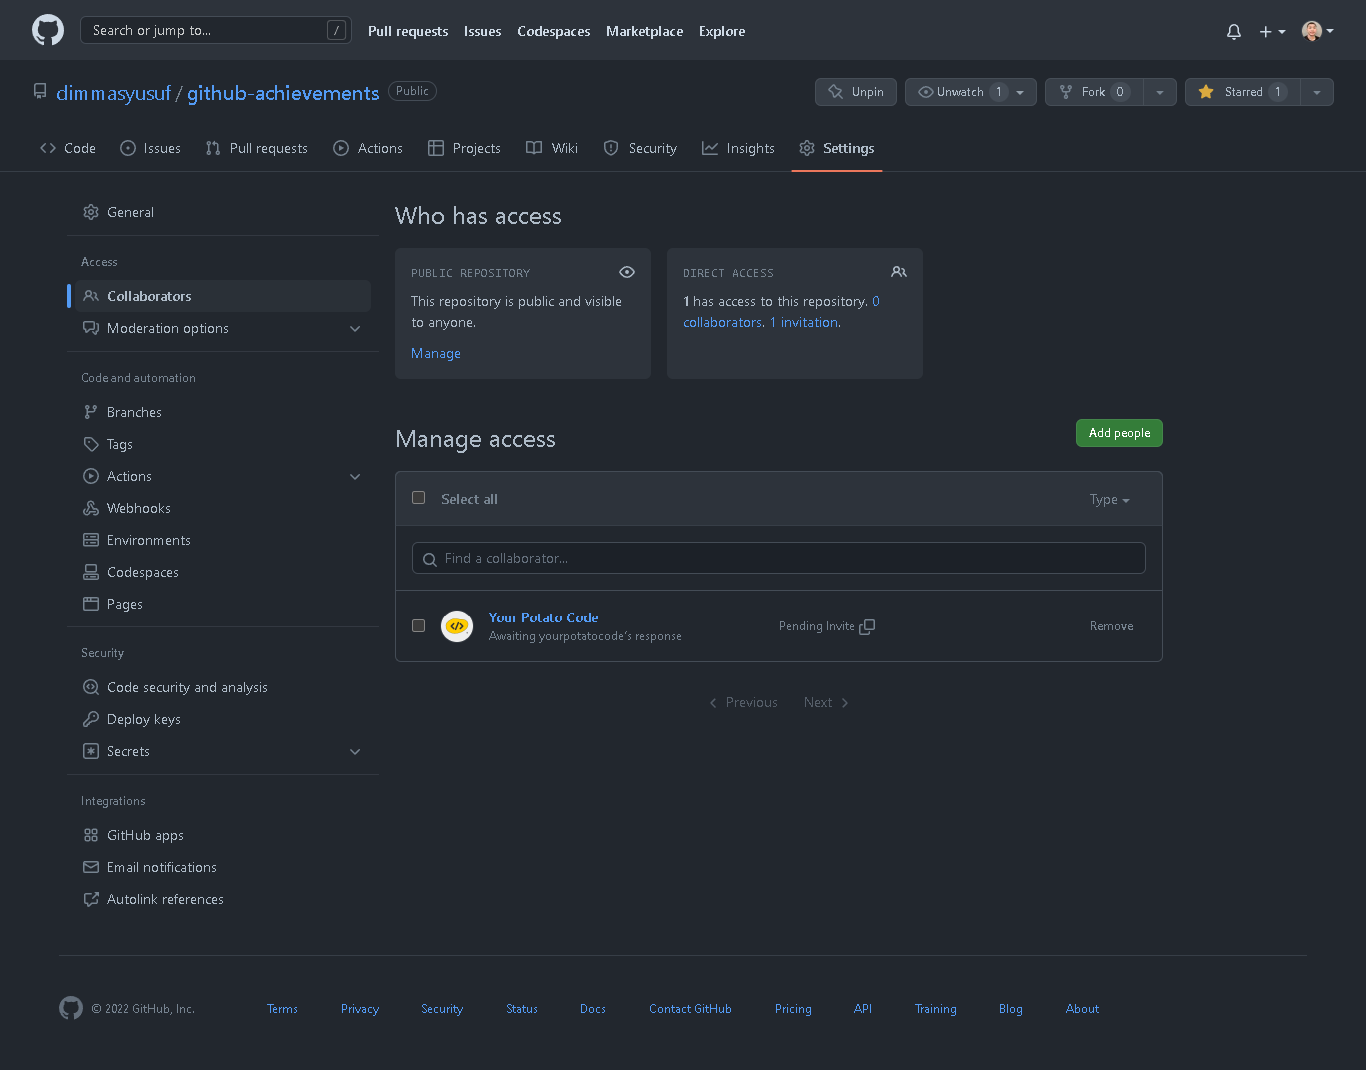 Search or jump to... /
Pull requests Issues Codespaces Marketplace Explore
dimmasyusuf / github-achievements Public
Unpin Unwatch 1 Fork 0 Starred 1
Code Issues Pull requests Actions Projects Wiki Security Insights Settings
General
Access
Collaborators
Moderation options
Code and automation
Branches
Tags
Actions
Webhooks
Environments
Codespaces
Pages
Security
Code security and analysis
Deploy keys
Secrets
Integrations
GitHub apps
Email notifications
Autolink references
Who has access
PUBLIC REPOSITORY
This repository is public and visible
to anyone.
Manage
DIRECT ACCESS
1 has access to this repository. 0
collaborators. 1 invitation.
Manage access
Add people
Select all
Type
Find a collaborator...
Your Potato Code
Awaiting yourpotatocode's response
Pending Invite
Remove
Previous Next
© 2022 GitHub, Inc. Terms Privacy Security Status Docs Contact GitHub Pricing API Training Blog About